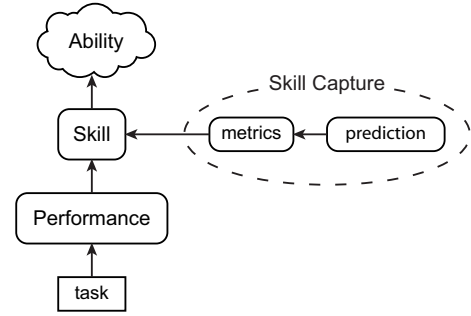 Ability
Skill Capture
Skill
metrics
prediction
Performance
task